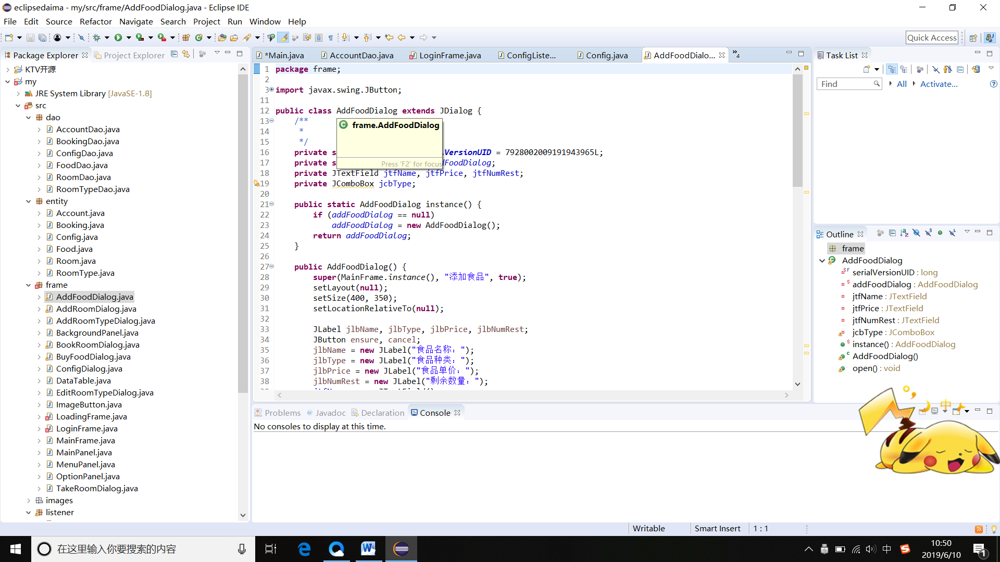 eclipsedaima - my/src/frame/AddFoodDialog.java - Eclipse IDE
File Edit Source Refactor Navigate Search Project Run Window Help
Quick Access
Package Explorer
Project Explorer
KTV开源
my
JRE System Library [JavaSE-1.8]
src
dao
AccountDao.java
BookingDao.java
ConfigDao.java
FoodDao.java
RoomDao.java
RoomTypeDao.java
entity
Account.java
Booking.java
Config.java
Food.java
Room.java
RoomType.java
frame
AddFoodDialog.java
AddRoomDialog.java
AddRoomTypeDialog.java
BackgroundPanel.java
BookRoomDialog.java
BuyFoodDialog.java
ConfigDialog.java
DataTable.java
EditRoomTypeDialog.java
ImageButton.java
LoadingFrame.java
LoginFrame.java
MainFrame.java
MainPanel.java
MenuPanel.java
OptionPanel.java
TakeRoomDialog.java
images
listener
*Main.java AccountDao.java LoginFrame.java ConfigListe... Config.java AddFoodDialo... »4
1 package frame;
2
3 import javax.swing.JButton;
11
12 public class AddFoodDialog extends JDialog {
13 /**
14 *
15 */
16 private s VersionUID = 7928002009191943965L;
17 private s dFoodDialog;
18 private JTextField jtfName, jtfPrice, jtfNumRest;
19 private JComboBox jcbType;
20
21 public static AddFoodDialog instance() {
22 if (addFoodDialog == null)
23 addFoodDialog = new AddFoodDialog();
24 return addFoodDialog;
25 }
26
27 public AddFoodDialog() {
28 super(MainFrame.instance(), "添加食品", true);
29 setLayout(null);
30 setSize(400, 350);
31 setLocationRelativeTo(null);
32
33 JLabel jlbName, jlbType, jlbPrice, jlbNumRest;
34 JButton ensure, cancel;
35 jlbName = new JLabel("食品名称：");
36 jlbType = new JLabel("食品种类：");
37 jlbPrice = new JLabel("食品单价：");
38 jlbNumRest = new JLabel("剩余数量：");
frame.AddFoodDialog
Press 'F2' for focus
Task List
Find
All
Activate...
Outline
frame
AddFoodDialog
serialVersionUID : long
addFoodDialog : AddFoodDialog
jtfName : JTextField
jtfPrice : JTextField
jtfNumRest : JTextField
jcbType : JComboBox
instance() : AddFoodDialog
AddFoodDialog()
open() : void
Problems Javadoc Declaration Console
No consoles to display at this time.
中
Writable Smart Insert 1 : 1
在这里输入你要搜索的内容
中
10:50
2019/6/10
1